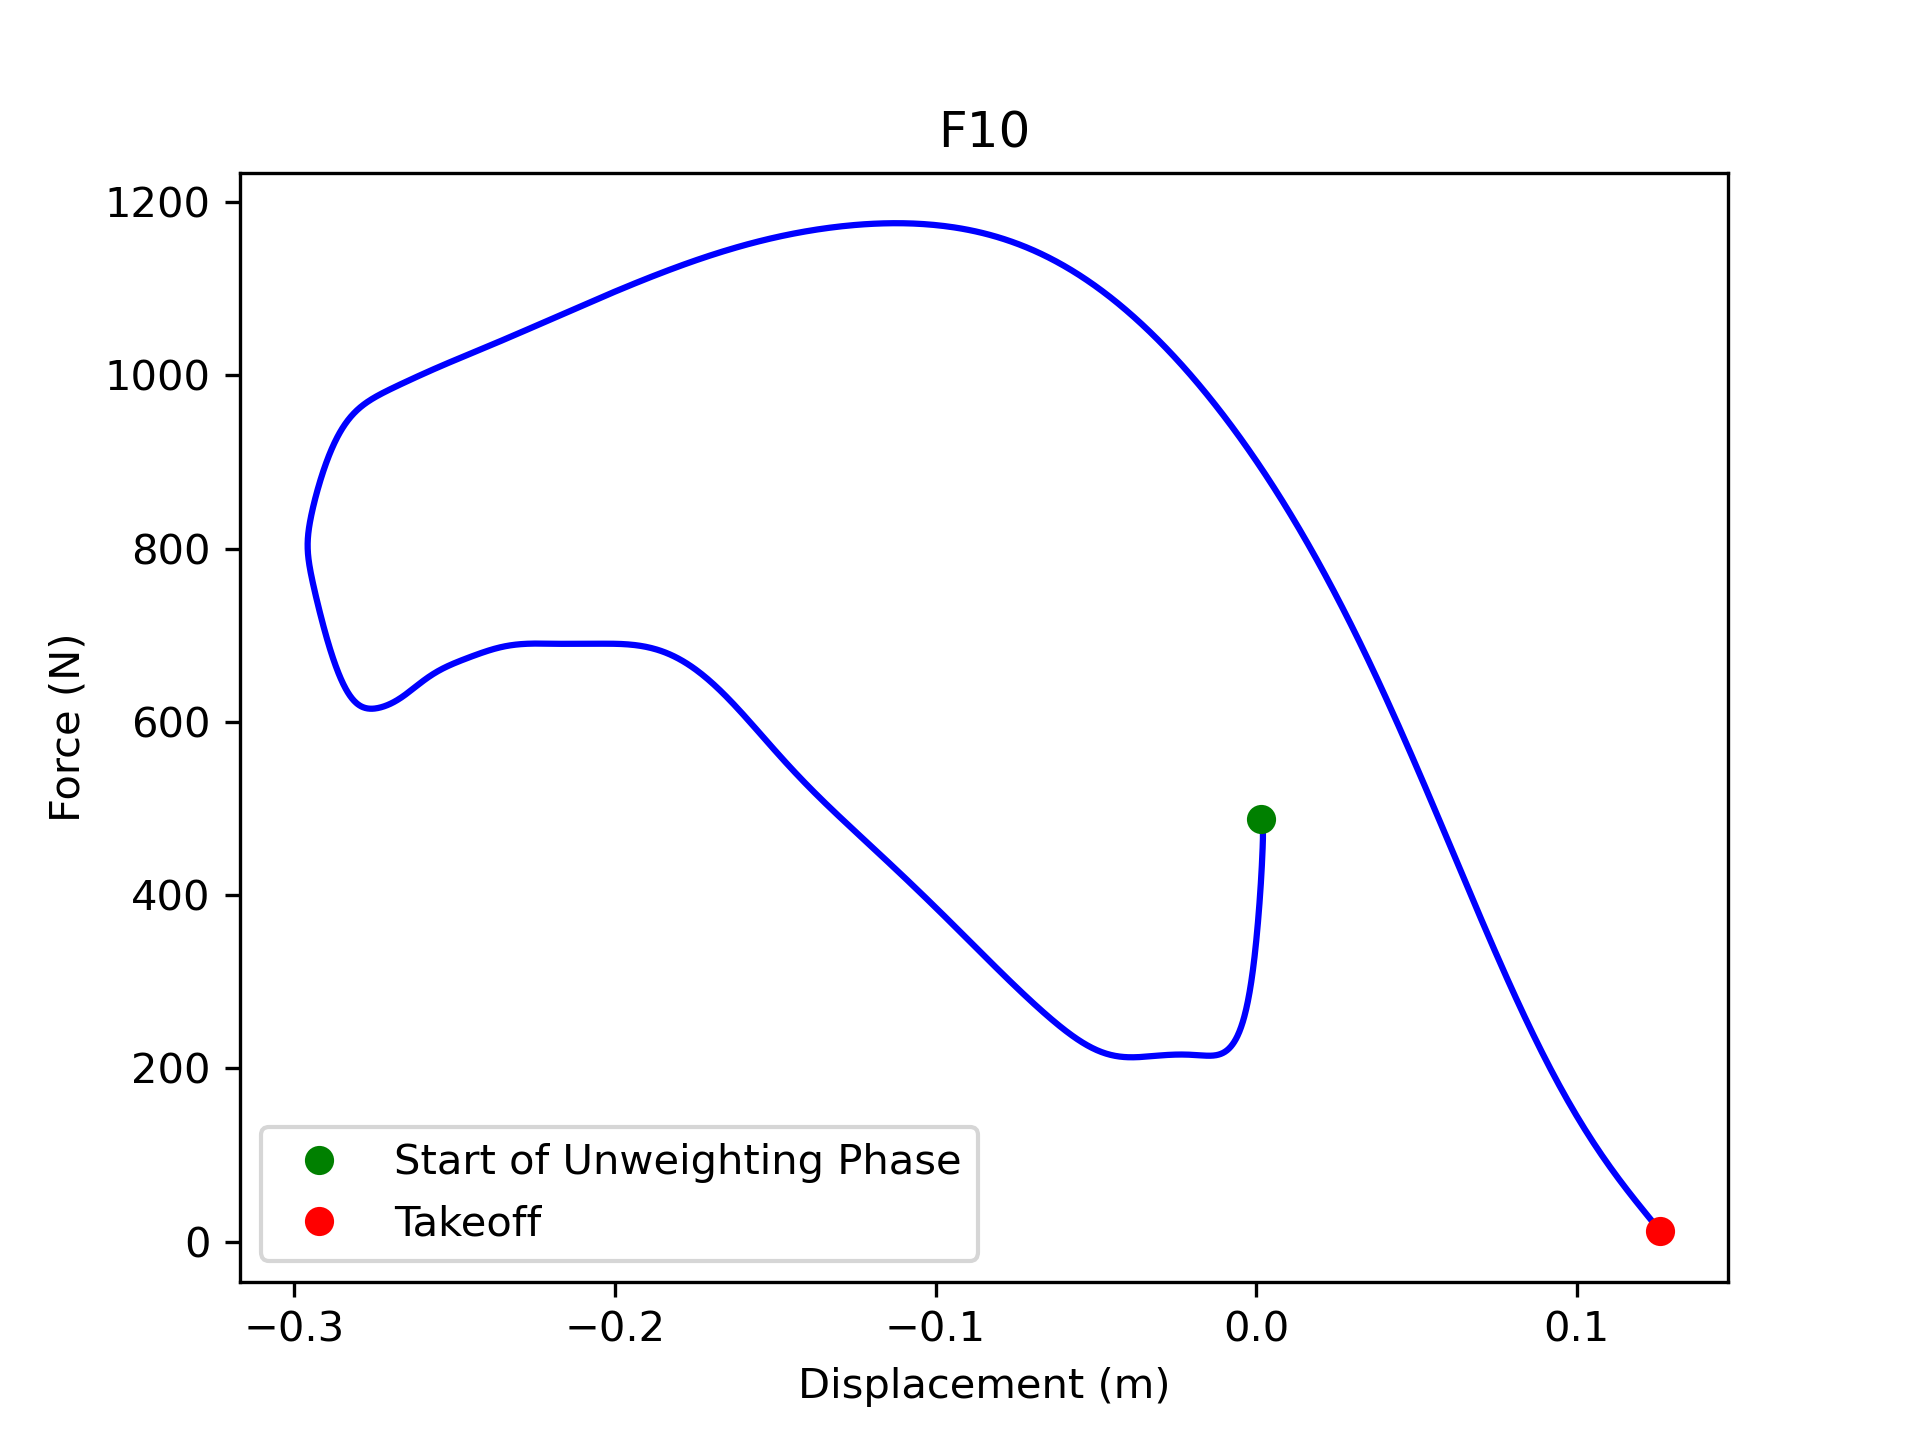 F10
1200
1000
800
600
400
200
0
Force (N)
Start of Unweighting Phase
Takeoff
−0.3 −0.2 −0.1 0.0 0.1
Displacement (m)